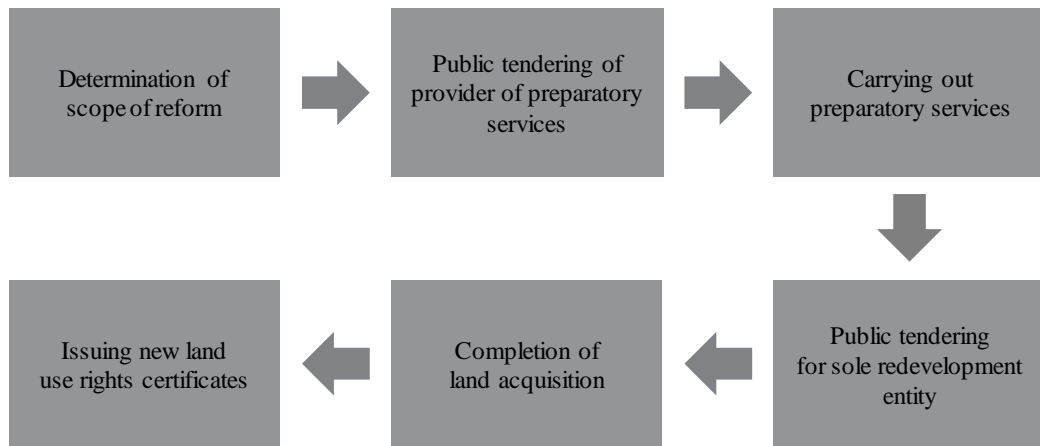 Determination of
scope of reform
Public tendering of
provider of preparatory
services
Carrying out
preparatory services
Public tendering
for sole redevelopment
entity
Completion of
land acquisition
Issuing new land
use rights certificates